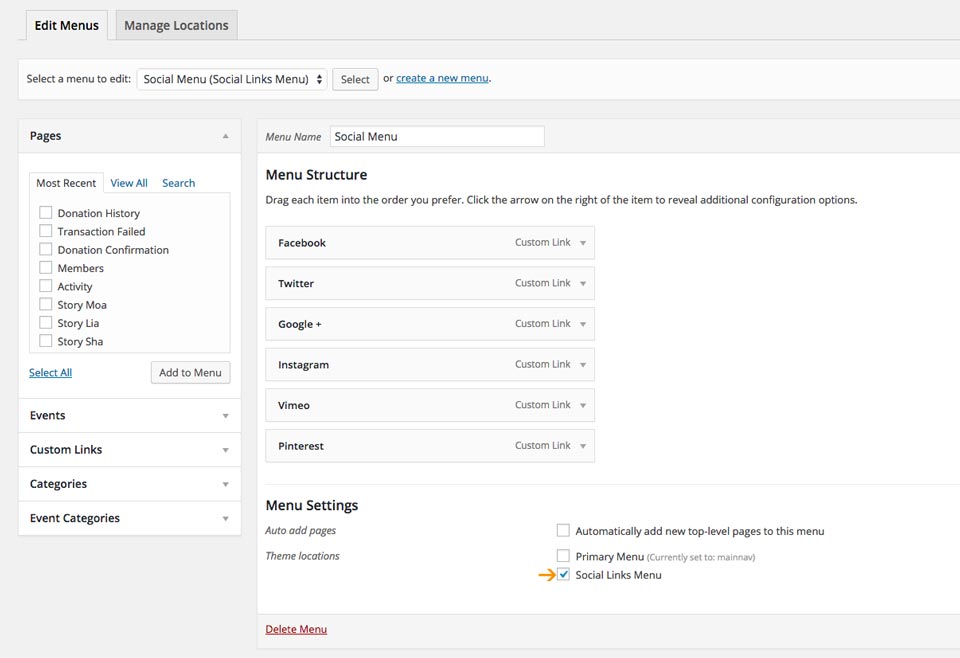 Edit Menus
Manage Locations
Select a menu to edit: Social Menu (Social Links Menu) Select or create a new menu.
Pages
Most Recent View All Search
Donation History
Transaction Failed
Donation Confirmation
Members
Activity
Story Moa
Story Lia
Story Sha
Select All Add to Menu
Events
Custom Links
Categories
Event Categories
Menu Name Social Menu
Menu Structure
Drag each item into the order you prefer. Click the arrow on the right of the item to reveal additional configuration options.
Facebook Custom Link
Twitter Custom Link
Google + Custom Link
Instagram Custom Link
Vimeo Custom Link
Pinterest Custom Link
Menu Settings
Auto add pages Automatically add new top-level pages to this menu
Theme locations Primary Menu (Currently set to: mainnav)
Social Links Menu
Delete Menu